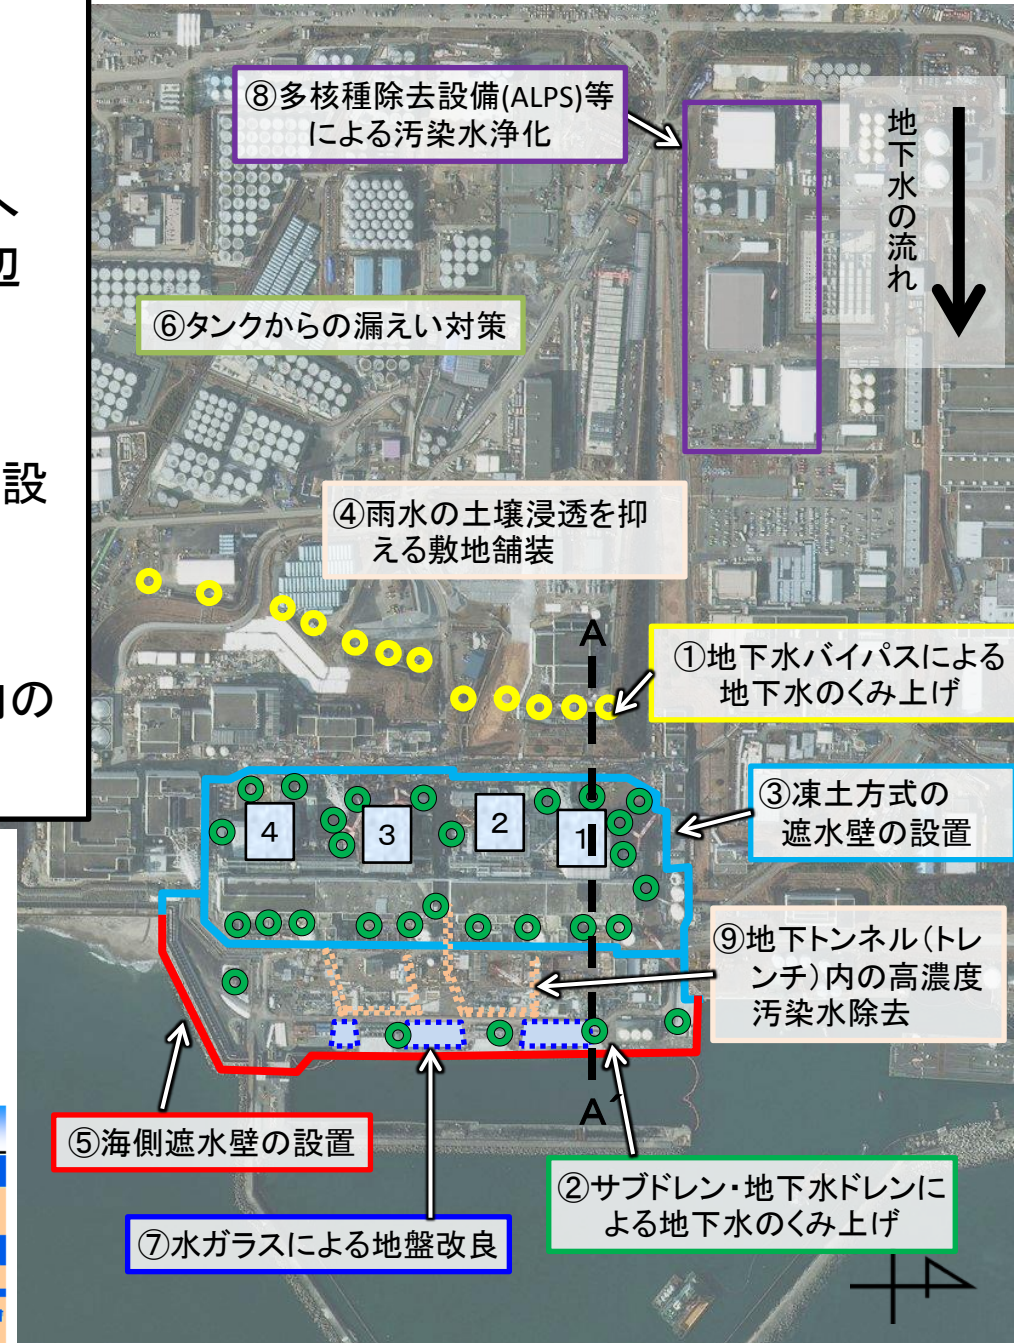 へ
辺
設
内の
⑧多核種除去設備(ALPS)等
による汚染水浄化
地下水の流れ
⑥タンクからの漏えい対策
④雨水の土壌浸透を抑
える敷地舗装
A
①地下水バイパスによる
地下水のくみ上げ
③凍土方式の
遮水壁の設置
4
3
2
1
⑨地下トンネル(トレ
ンチ)内の高濃度
汚染水除去
A´
⑤海側遮水壁の設置
②サブドレン・地下水ドレンに
よる地下水のくみ上げ
⑦水ガラスによる地盤改良